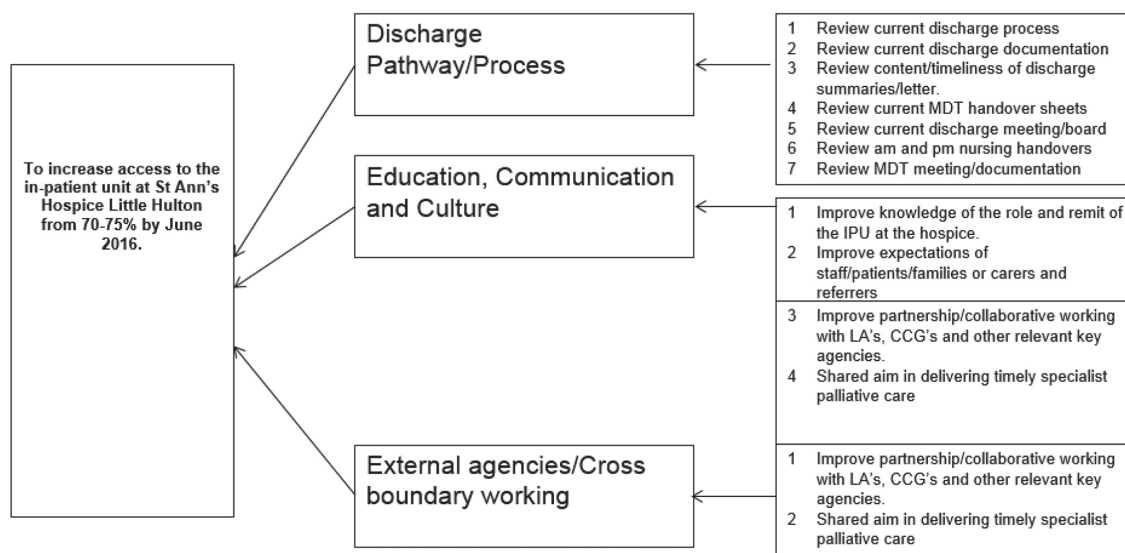 To increase access to the
in-patient unit at St Ann's
Hospice Little Hulton
from 70-75% by June
2016.
Discharge
Pathway/Process
1 Review current discharge process
2 Review current discharge documentation
3 Review content/timeliness of discharge
summaries/letter.
4 Review current MDT handover sheets
5 Review current discharge meeting/board
6 Review am and pm nursing handovers
7 Review MDT meeting/documentation
Education, Communication
and Culture
1 Improve knowledge of the role and remit of
the IPU at the hospice.
2 Improve expectations of
staff/patients/families or carers and
referrers
3 Improve partnership/collaborative working
with LA's, CCG's and other relevant key
agencies.
4 Shared aim in delivering timely specialist
palliative care
External agencies/Cross
boundary working
1 Improve partnership/collaborative working
with LA's, CCG's and other relevant key
agencies.
2 Shared aim in delivering timely specialist
palliative care